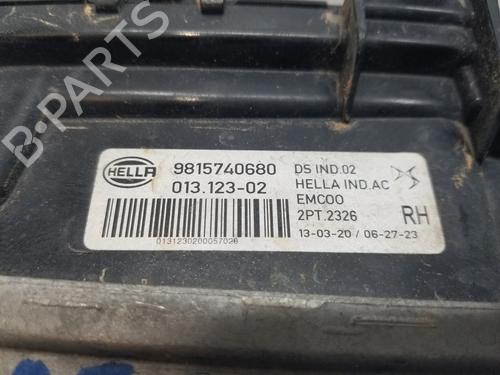 HELLA
9815740680
013.123-02
0131230200057026
DS IND.02
HELLA IND.AC
EMC00
2PT.2326
RH
13-03-20 / 06-27-23